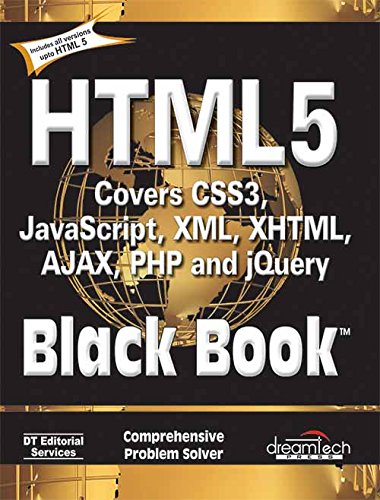 Includes all versions
upto HTML 5
HTML5
Covers CSS3,
JavaScript, XML, XHTML,
AJAX, PHP and jQuery
Black Book™
DT Editorial
Services
Comprehensive
Problem Solver
dreamtech
PRESS